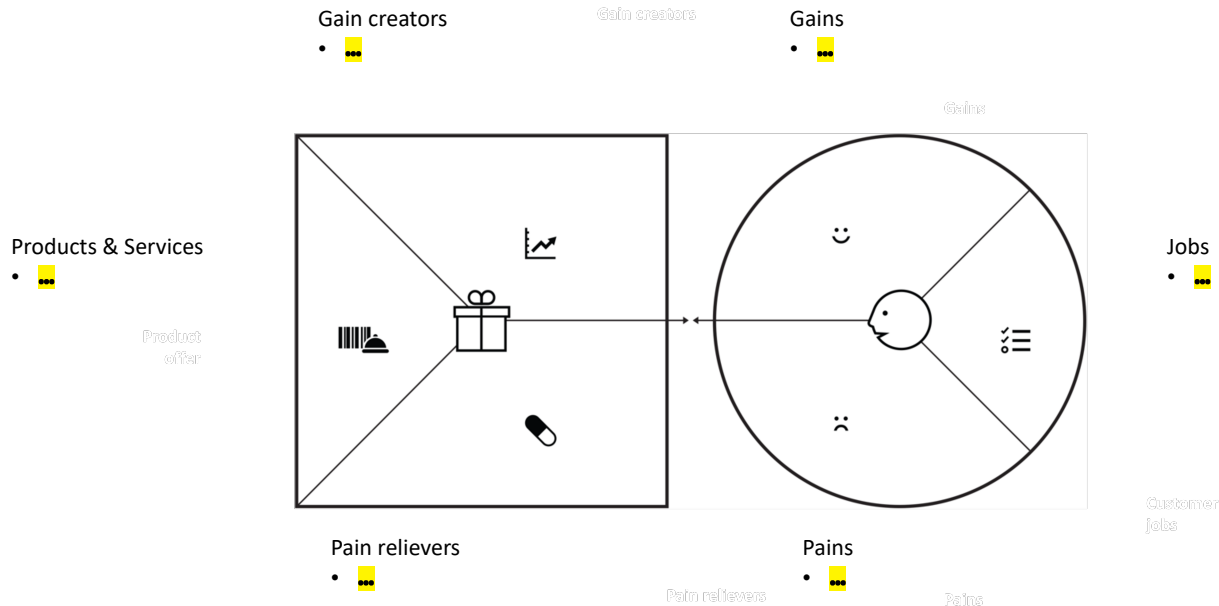 Gain creators
Gain creators
• ...
Gains
• ...
Gains
Products & Services
• ...
Product
offer
Jobs
• ...
Customer
jobs
Pain relievers
• ...
Pain relievers
Pains
• ...
Pains